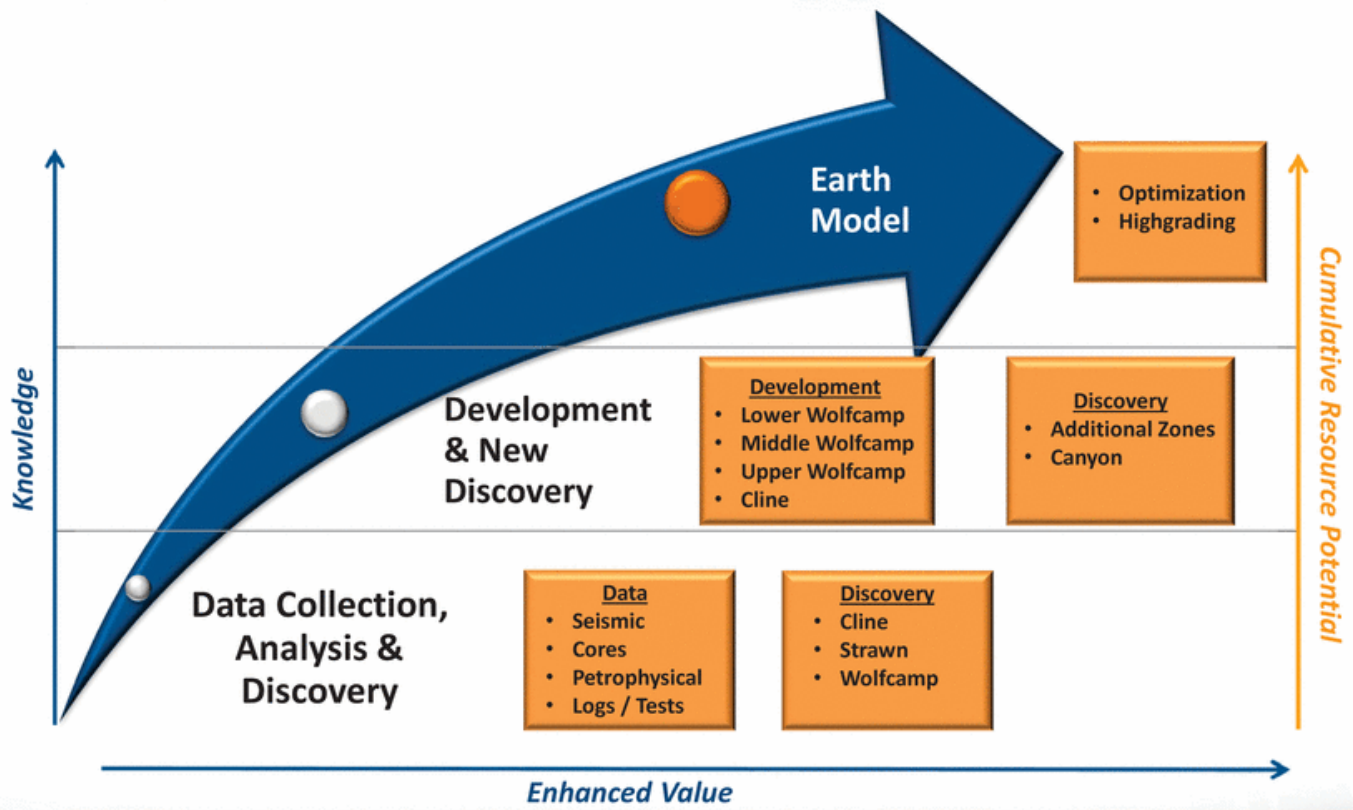 Earth
Model
• Optimization
• Highgrading
Knowledge
Cumulative Resource Potential
Development
& New
Discovery
Development
• Lower Wolfcamp
• Middle Wolfcamp
• Upper Wolfcamp
• Cline
Discovery
• Additional Zones
• Canyon
Data Collection,
Analysis &
Discovery
Data
• Seismic
• Cores
• Petrophysical
• Logs / Tests
Discovery
• Cline
• Strawn
• Wolfcamp
Enhanced Value